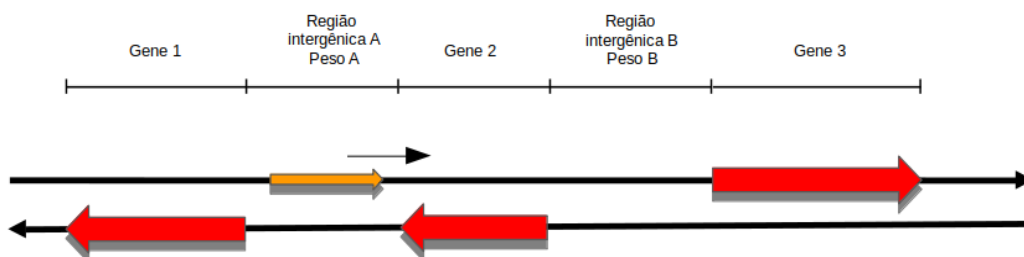 Gene 1
Região
intergênica A
Peso A
Gene 2
Região
intergênica B
Peso B
Gene 3